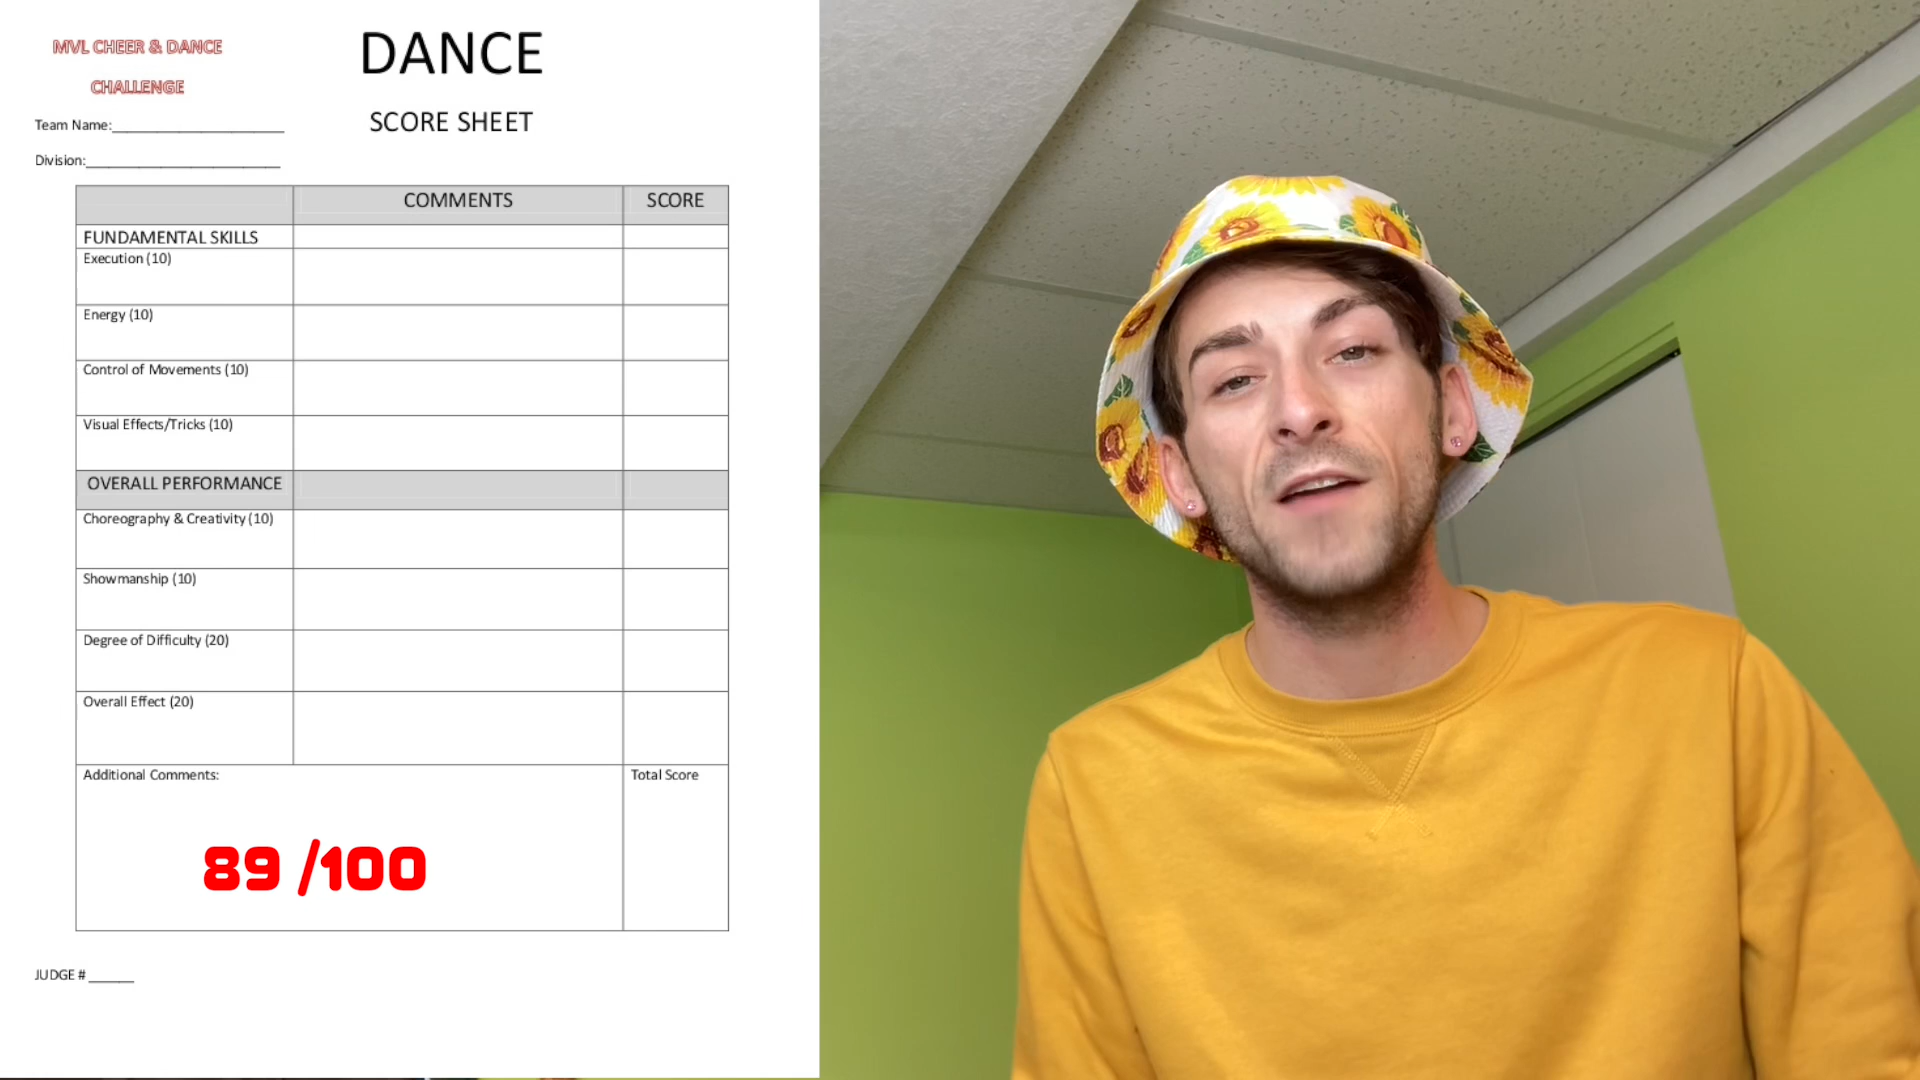 MVL CHEER & DANCE
CHALLENGE
DANCE
SCORE SHEET
Team Name:
Division:
COMMENTS SCORE
FUNDAMENTAL SKILLS
Execution (10)
Energy (10)
Control of Movements (10)
Visual Effects/Tricks (10)
OVERALL PERFORMANCE
Choreography & Creativity (10)
Showmanship (10)
Degree of Difficulty (20)
Overall Effect (20)
Additional Comments: Total Score
89 /100
JUDGE #